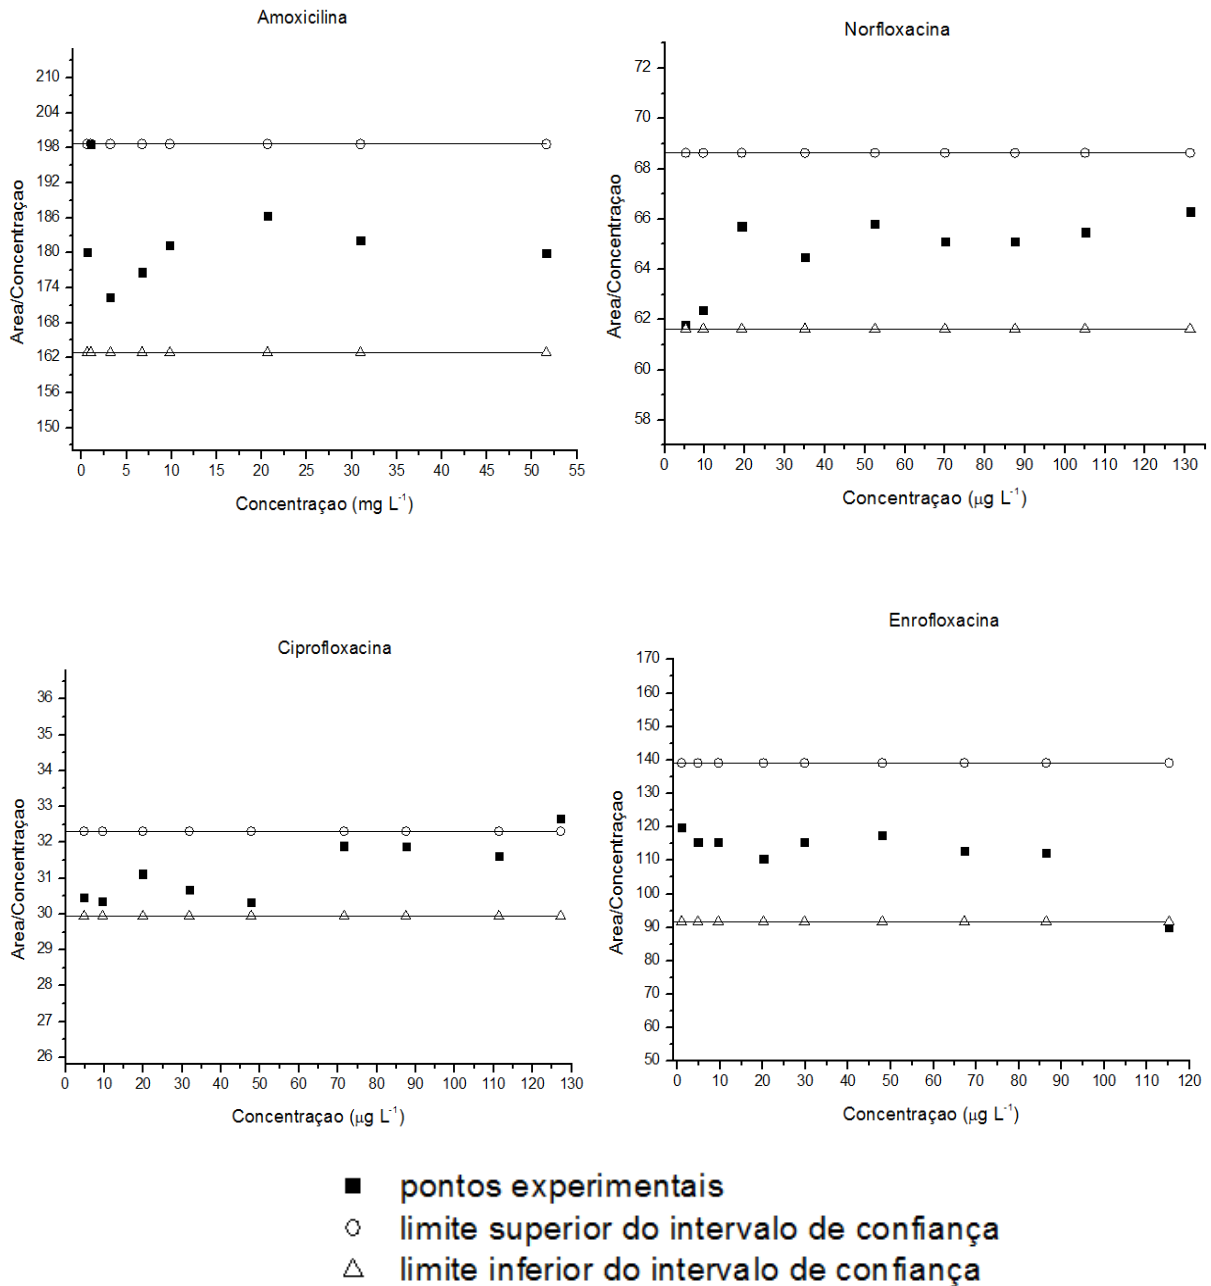 Amoxicilina
210
204
198
192
186
180
174
168
162
156
150
Area/Concentraçao
0 5 10 15 20 25 30 35 40 45 50 55
Concentraçao (mg L⁻¹)
Norfloxacina
72
70
68
66
64
62
60
58
Area/Concentraçao
0 10 20 30 40 50 60 70 80 90 100 110 120 130
Concentraçao (µg L⁻¹)
Ciprofloxacina
36
35
34
33
32
31
30
29
28
27
26
Area/Concentraçao
0 10 20 30 40 50 60 70 80 90 100 110 120 130
Concentraçao (µg L⁻¹)
Enrofloxacina
170
160
150
140
130
120
110
100
90
80
70
60
50
Area/Concentraçao
0 10 20 30 40 50 60 70 80 90 100 110 120
Concentraçao (µg L⁻¹)
pontos experimentais
limite superior do intervalo de confiança
limite inferior do intervalo de confiança